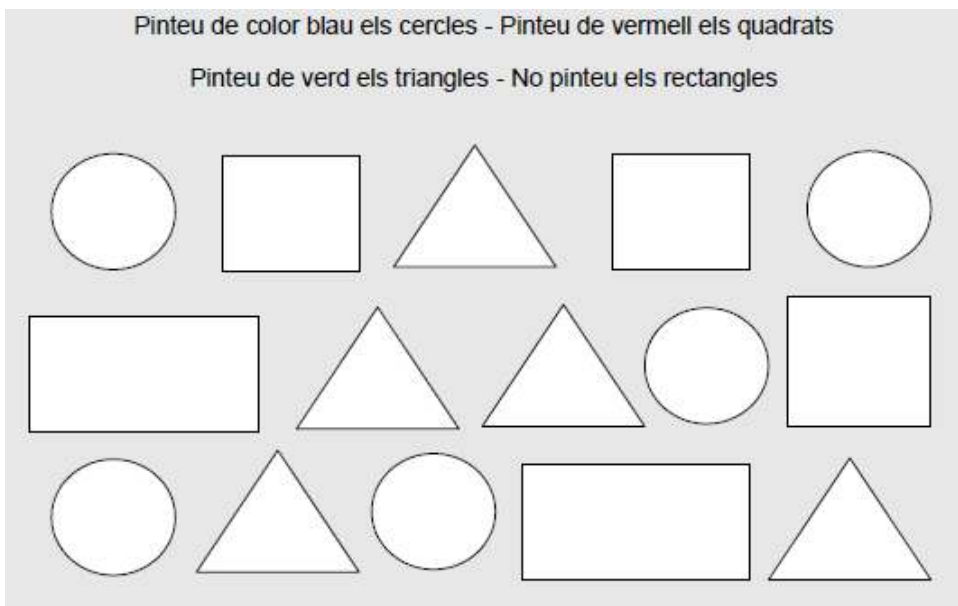 Pinteu de color blau els cercles - Pinteu de vermell els quadrats
Pinteu de verd els triangles - No pinteu els rectangles